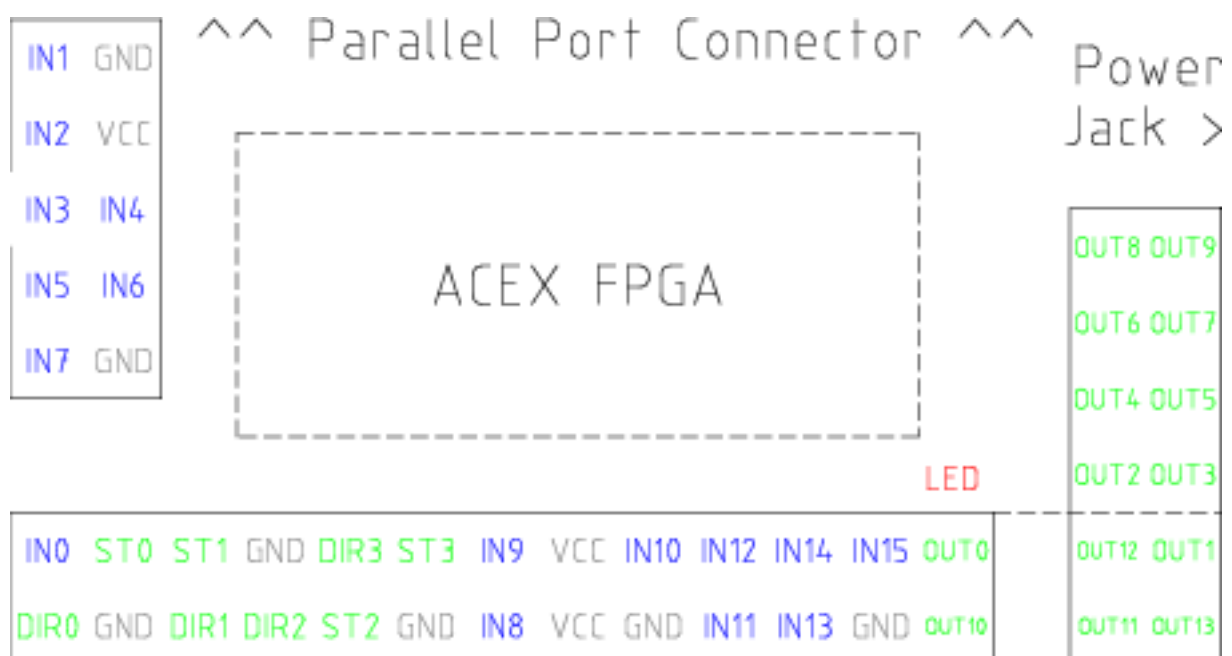 ^^ Parallel Port Connector ^^
Power
Jack >
IN1 GND
IN2 VCC
IN3 IN4
IN5 IN6
IN7 GND
ACEX FPGA
OUT8 OUT9
OUT6 OUT7
OUT4 OUT5
OUT2 OUT3
OUT12 OUT1
OUT11 OUT13
LED
IN0 ST0 ST1 GND DIR3 ST3 IN9 VCC IN10 IN12 IN14 IN15 OUT0
DIR0 GND DIR1 DIR2 ST2 GND IN8 VCC GND IN11 IN13 GND OUT10